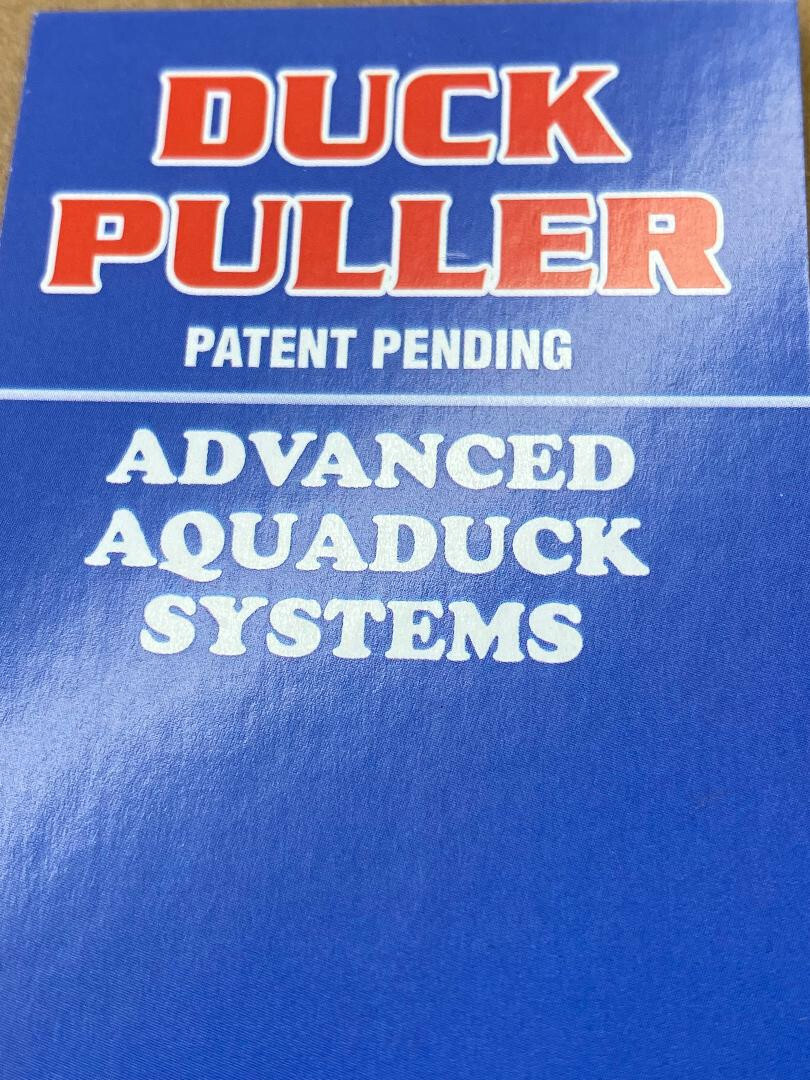 DUCK
PULLER
PATENT PENDING
ADVANCED
AQUADUCK
SYSTEMS